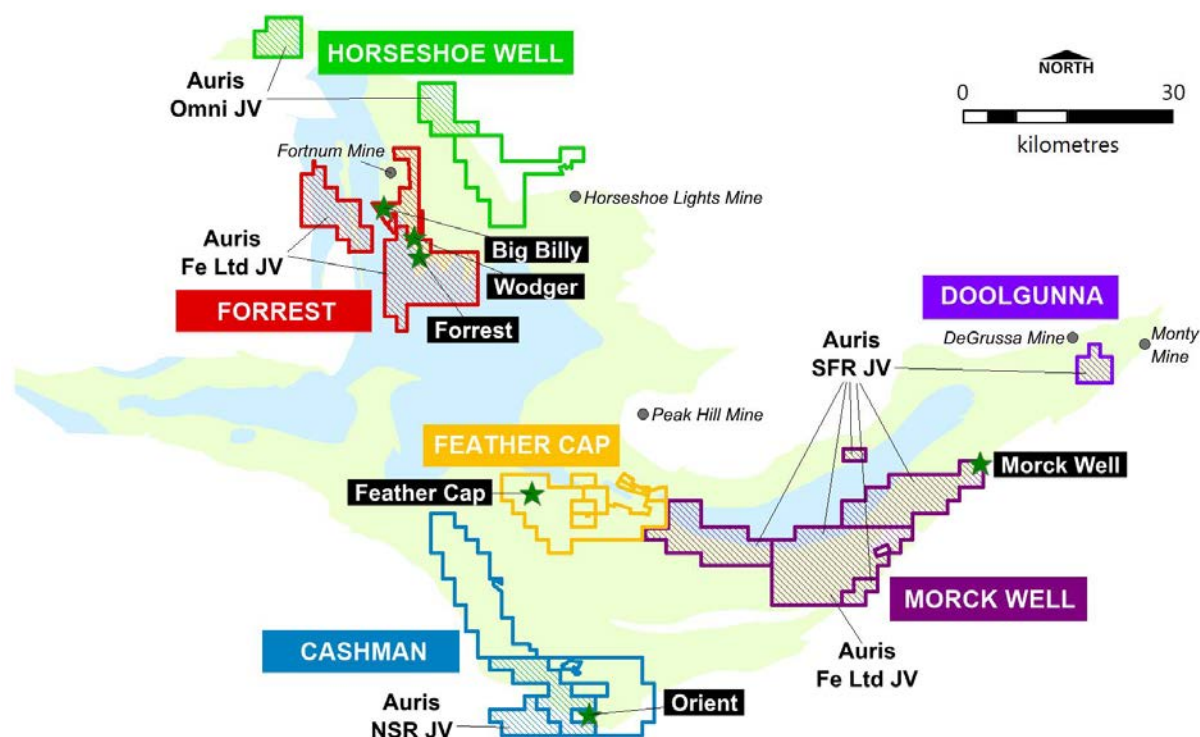 HORSESHOE WELL
Auris
Omni JV
NORTH
0
30
kilometres
Fortnum Mine
Horseshoe Lights Mine
Auris
Fe Ltd JV
Big Billy
Wodger
FORREST
Forrest
DOOLGUNNA
DeGrussa Mine
Monty
Mine
Auris
SFR JV
Peak Hill Mine
FEATHER CAP
Feather Cap
Morck Well
MORCK WELL
CASHMAN
Auris
Fe Ltd JV
Auris
NSR JV
Orient